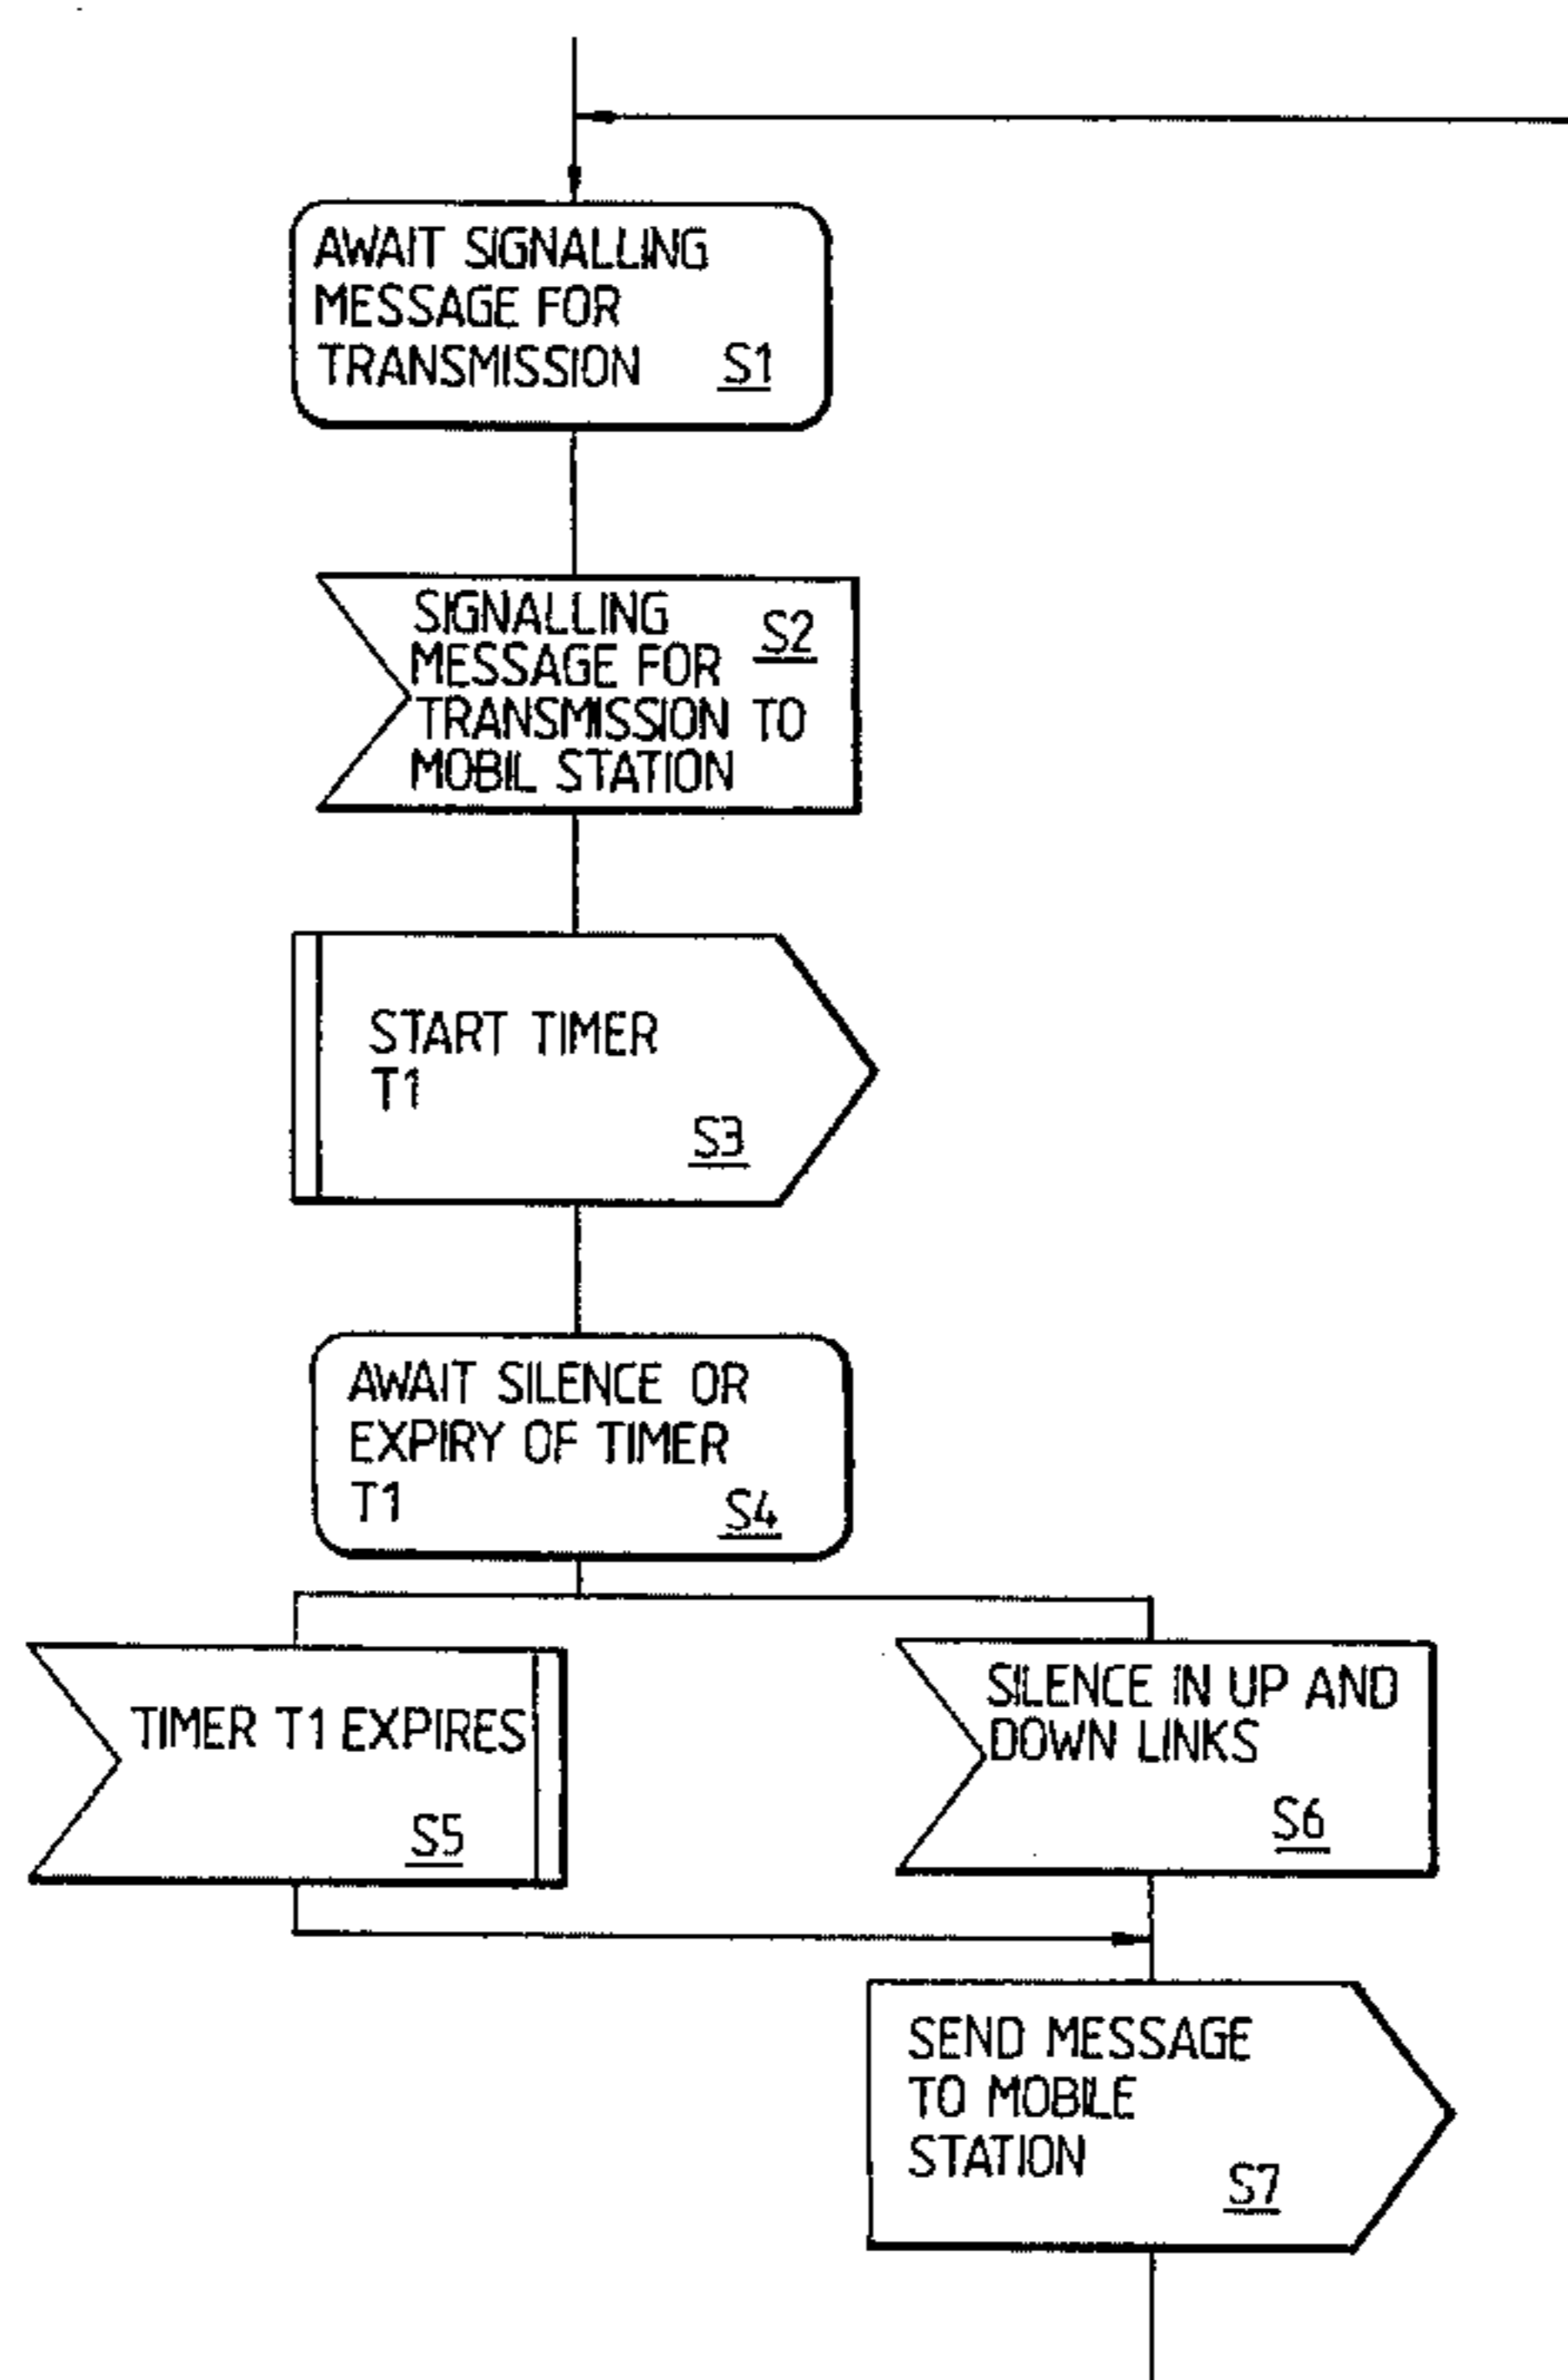 AWAIT SIGNALLING
MESSAGE FOR
TRANSMISSION S1
SIGNALLING S2
MESSAGE FOR
TRANSMISSION TO
MOBIL STATION
START TIMER
T1
S3
AWAIT SILENCE OR
EXPIRY OF TIMER
T1 S4
TIMER T1 EXPIRES
S5
SILENCE IN UP AND
DOWN LINKS
S6
SEND MESSAGE
TO MOBILE
STATION
S7